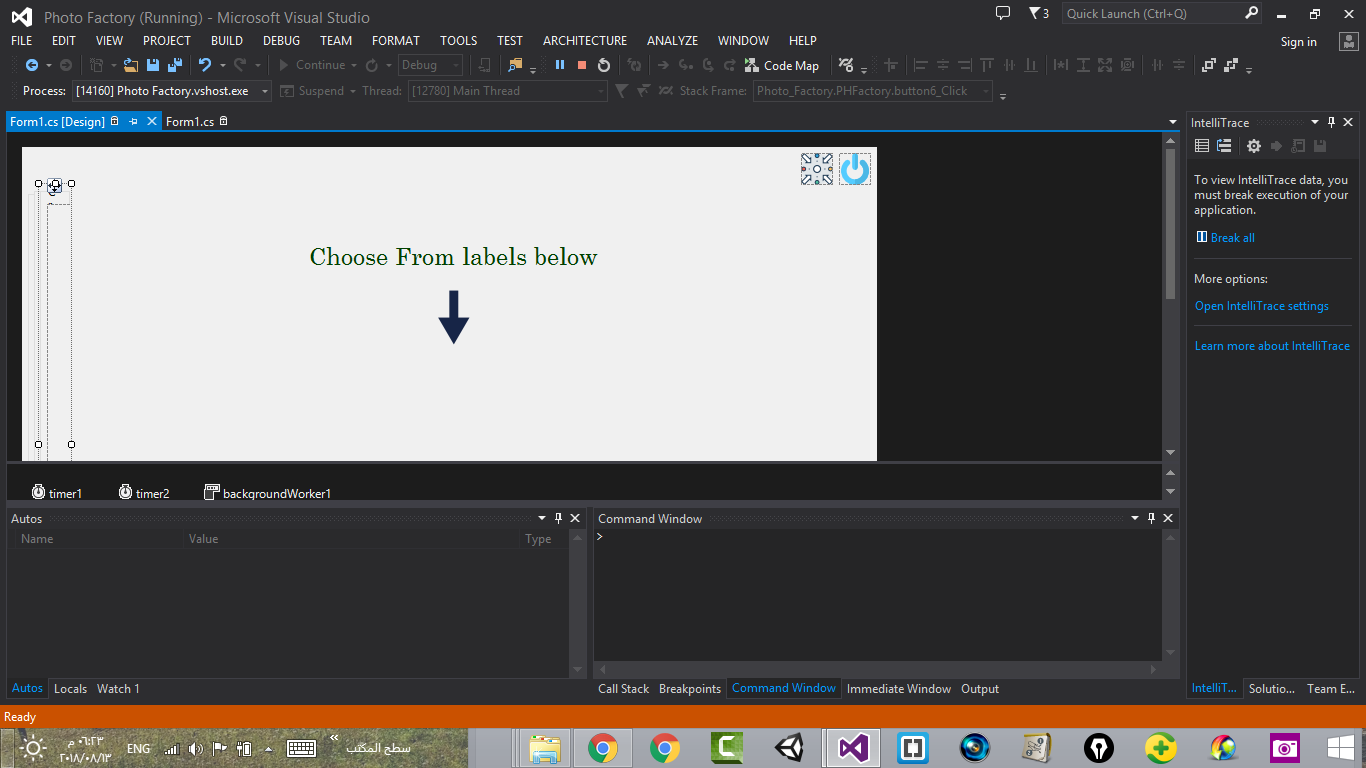 Photo Factory (Running) - Microsoft Visual Studio
3
Quick Launch (Ctrl+Q)
FILE EDIT VIEW PROJECT BUILD DEBUG TEAM FORMAT TOOLS TEST ARCHITECTURE ANALYZE WINDOW HELP
Sign in
Continue Debug Code Map
Process: [14160] Photo Factory.vshost.exe Suspend Thread: [12780] Main Thread Stack Frame: Photo_Factory.PHFactory.button6_Click
Form1.cs [Design] Form1.cs
Choose From labels below
timer1 timer2 backgroundWorker1
Autos
Name Value Type
Autos Locals Watch 1
Command Window
>
Call Stack Breakpoints Command Window Immediate Window Output
IntelliTrace
To view IntelliTrace data, you
must break execution of your
application.
Break all
More options:
Open IntelliTrace settings
Learn more about IntelliTrace
IntelliT... Solutio... Team E...
Ready
٠٦:٢٣ م
٢٠١٨/٠٨/١٣
ENG
سطح المكتب